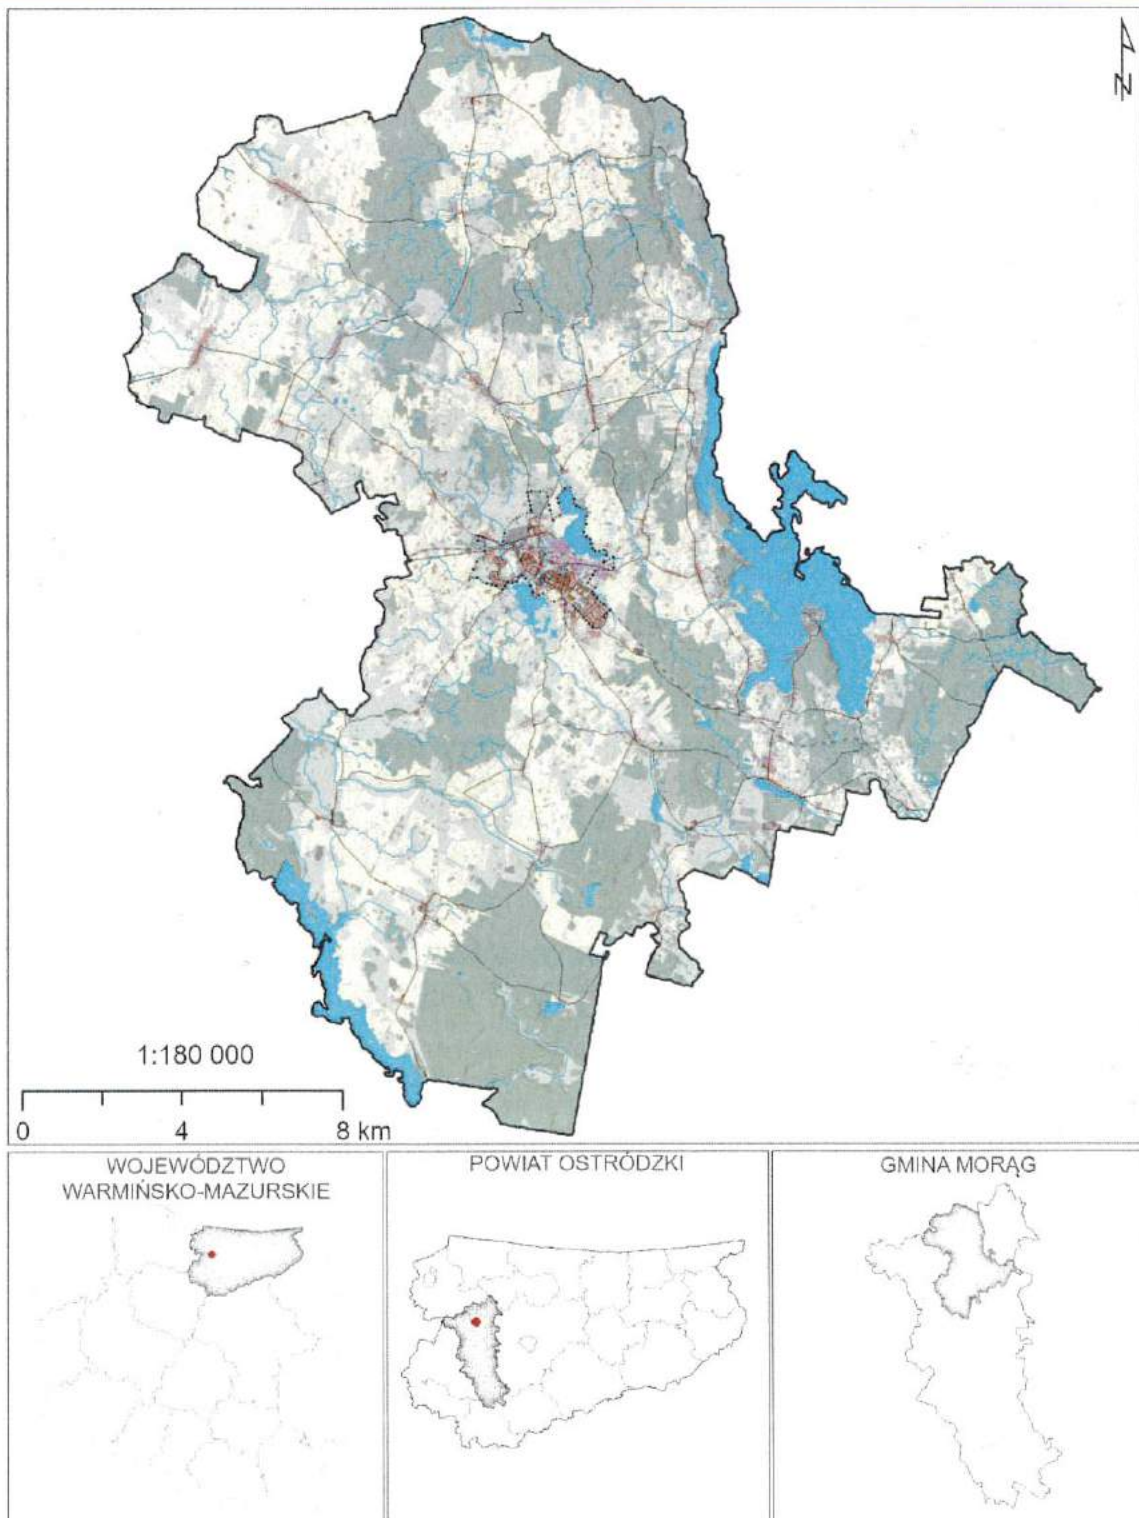 N
1:180 000
0 4 8 km
WOJEWÓDZTWO
WARMIŃSKO-MAZURSKIE
POWIAT OSTRÓDZKI
GMINA MORĄG